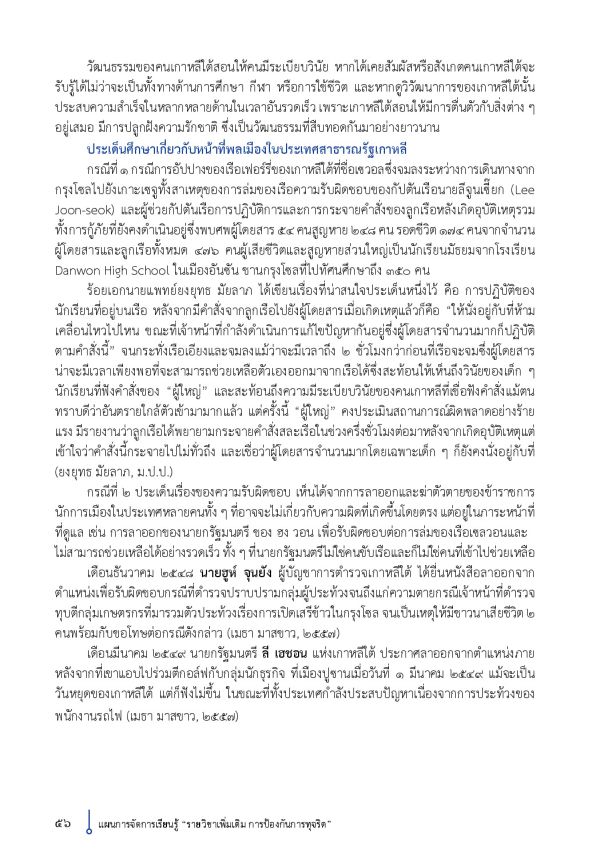 วัฒนธรรมของคนเกาหลีใต้สอนให้คนมีระเบียบวินัย หากได้เคยสัมผัสหรือสังเกตคนเกาหลีใต้จะ
รับรู้ได้ไม่ว่าจะเป็นทั้งทางด้านการศึกษา กีฬา หรือการใช้ชีวิต และหากดูวิวัฒนาการของเกาหลีใต้นั้น
ประสบความสำเร็จในหลากหลายด้านในเวลาอันรวดเร็ว เพราะเกาหลีใต้สอนให้มีการตื่นตัวกับสิ่งต่าง ๆ
อยู่เสมอ มีการปลูกฝังความรักชาติ ซึ่งเป็นวัฒนธรรมที่สืบทอดกันมาอย่างยาวนาน
ประเด็นศึกษาเกี่ยวกับหน้าที่พลเมืองในประเทศสาธารณรัฐเกาหลี
กรณีที่ ๑ กรณีการอัปปางของเรือเฟอร์รี่ของเกาหลีใต้ที่ชื่อเซวอลซึ่งจมลงระหว่างการเดินทางจาก
กรุงโซลไปยังเกาะเซจูทั้งสาเหตุของการล่มของเรือความรับผิดชอบของกัปตันเรือนายลีจูนเซี๊ยก (Lee
Joon-seok) และผู้ช่วยกัปตันเรือการปฏิบัติการและการกระจายคำสั่งของลูกเรือหลังเกิดอุบัติเหตุรวม
ทั้งการกู้ภัยที่ยังคงดำเนินอยู่ซึ่งพบศพผู้โดยสาร ๕๔ คนสูญหาย ๒๔๘ คน รอดชีวิต ๑๗๔ คนจากจำนวน
ผู้โดยสารและลูกเรือทั้งหมด ๔๗๖ คนผู้เสียชีวิตและสูญหายส่วนใหญ่เป็นนักเรียนมัธยมจากโรงเรียน
Danwon High School ในเมืองอันซัน ชานกรุงโซลที่ไปทัศนศึกษาถึง ๓๕๐ คน
ร้อยเอกนายแพทย์ยงยุทธ มัยลาภ ได้เขียนเรื่องที่น่าสนใจประเด็นหนึ่งไว้ คือ การปฏิบัติของ
นักเรียนที่อยู่บนเรือ หลังจากมีคำสั่งจากลูกเรือไปยังผู้โดยสารเมื่อเกิดเหตุแล้วก็คือ “ให้นั่งอยู่กับที่ห้าม
เคลื่อนไหวไปไหน ขณะที่เจ้าหน้าที่กำลังดำเนินการแก้ไขปัญหากันอยู่ซึ่งผู้โดยสารจำนวนมากก็ปฏิบัติ
ตามคำสั่งนี้” จนกระทั่งเรือเอียงและจมลงแม้ว่าจะมีเวลาถึง ๒ ชั่วโมงกว่าก่อนที่เรือจะจมซึ่งผู้โดยสาร
น่าจะมีเวลาเพียงพอที่จะสามารถช่วยเหลือตัวเองออกมาจากเรือได้ซึ่งสะท้อนให้เห็นถึงวินัยของเด็ก ๆ
นักเรียนที่ฟังคำสั่งของ “ผู้ใหญ่” และสะท้อนถึงความมีระเบียบวินัยของคนเกาหลีที่เชื่อฟังคำสั่งแม้ตน
ทราบดีว่าอันตรายใกล้ตัวเข้ามามากแล้ว แต่ครั้งนี้ “ผู้ใหญ่” คงประเมินสถานการณ์ผิดพลาดอย่างร้าย
แรง มีรายงานว่าลูกเรือได้พยายามกระจายคำสั่งสละเรือในช่วงครึ่งชั่วโมงต่อมาหลังจากเกิดอุบัติเหตุแต่
เข้าใจว่าคำสั่งนี้กระจายไปไม่ทั่วถึง และเชื่อว่าผู้โดยสารจำนวนมากโดยเฉพาะเด็ก ๆ ก็ยังคงนั่งอยู่กับที่
(ยงยุทธ มัยลาภ, ม.ป.ป.)
กรณีที่ ๒ ประเด็นเรื่องของความรับผิดชอบ เห็นได้จากการลาออกและฆ่าตัวตายของข้าราชการ
นักการเมืองในประเทศหลายคนทั้ง ๆ ที่อาจจะไม่เกี่ยวกับความผิดที่เกิดขึ้นโดยตรง แต่อยู่ในภาระหน้าที่
ที่ดูแล เช่น การลาออกของนายกรัฐมนตรี ชอง ฮง วอน เพื่อรับผิดชอบต่อการล่มของเรือเซลวอนและ
ไม่สามารถช่วยเหลือได้อย่างรวดเร็ว ทั้ง ๆ ที่นายกรัฐมนตรีไม่ใช่คนขับเรือและก็ไม่ใช่คนที่เข้าไปช่วยเหลือ
เดือนธันวาคม ๒๕๔๘ นายฮูห์ จุนยัง ผู้บัญชาการตำรวจเกาหลีใต้ ได้ยื่นหนังสือลาออกจาก
ตำแหน่งเพื่อรับผิดชอบกรณีที่ตำรวจปราบปรามกลุ่มผู้ประท้วงจนถึงแก่ความตายกรณีเจ้าหน้าที่ตำรวจ
ทุบตีกลุ่มเกษตรกรที่มารวมตัวประท้วงเรื่องการเปิดเสรีข้าวในกรุงโซล จนเป็นเหตุให้มีชาวนาเสียชีวิต ๒
คนพร้อมกับขอโทษต่อกรณีดังกล่าว (เมธา มาสขาว, ๒๕๕๗)
เดือนมีนาคม ๒๕๔๙ นายกรัฐมนตรี ลี เฮชอน แห่งเกาหลีใต้ ประกาศลาออกจากตำแหน่งภาย
หลังจากที่เขาแอบไปร่วมตีกอล์ฟกับกลุ่มนักธุรกิจ ที่เมืองปูซานเมื่อวันที่ ๑ มีนาคม ๒๕๔๙ แม้จะเป็น
วันหยุดของเกาหลีใต้ แต่ก็ฟังไม่ขึ้น ในขณะที่ทั้งประเทศกำลังประสบปัญหาเนื่องจากการประท้วงของ
พนักงานรถไฟ (เมธา มาสขาว, ๒๕๕๗)
๕๖ แผนการจัดการเรียนรู้ “รายวิชาเพิ่มเติม การป้องกันการทุจริต”